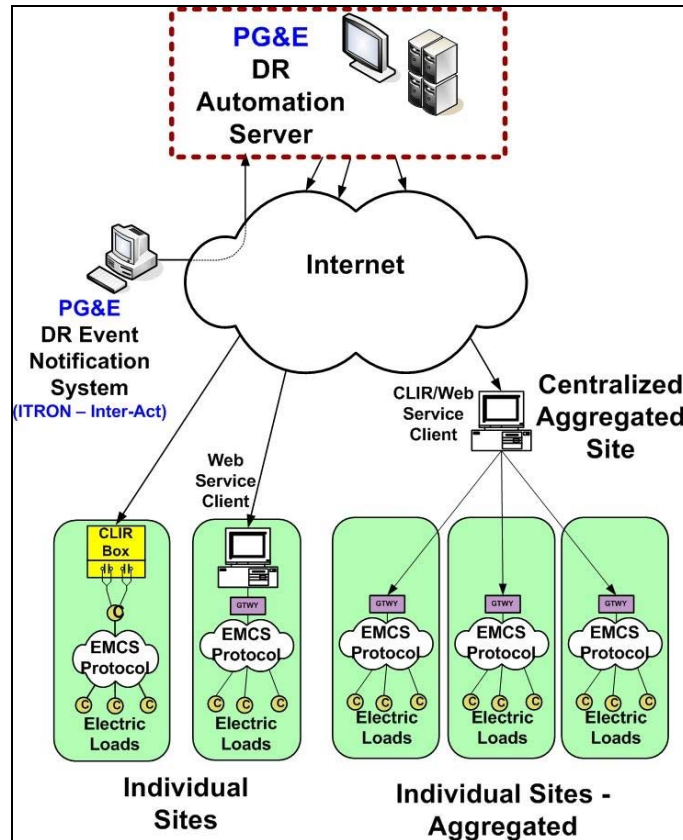 PG&E
DR
Automation
Server
Internet
PG&E
DR Event
Notification
System
(ITRON – Inter-Act)
CLIR/Web
Service
Client
Centralized
Aggregated
Site
Web
Service
Client
CLIR
Box
C
EMCS
Protocol
C C C
Electric
Loads
GTWY
EMCS
Protocol
C C C
Electric
Loads
GTWY
EMCS
Protocol
C C C
Electric
Loads
GTWY
EMCS
Protocol
C C C
Electric
Loads
GTWY
EMCS
Protocol
C C C
Electric
Loads
Individual
Sites
Individual Sites -
Aggregated